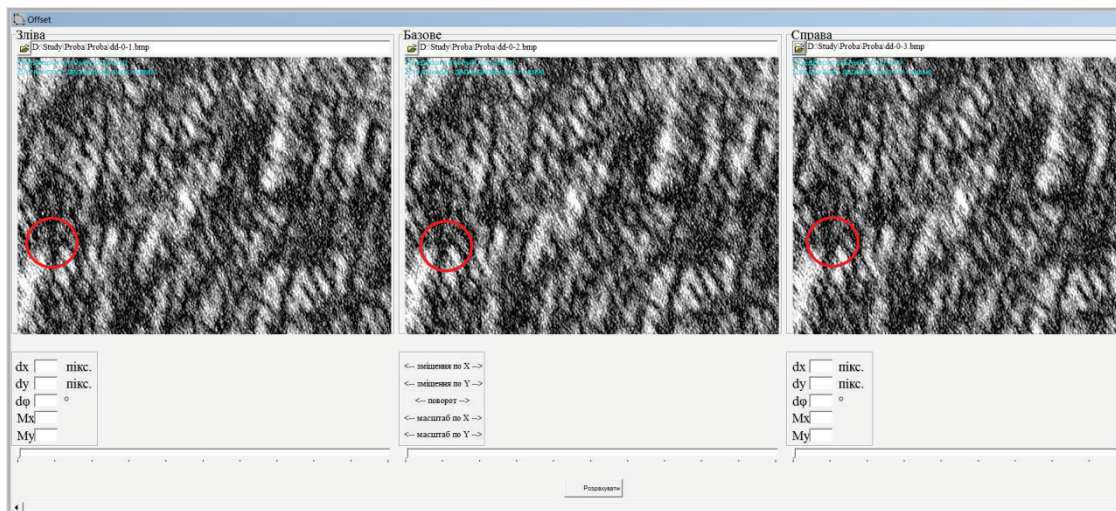 Offset
Зліва
D:\Study\Proba\Proba\dd-0-1.bmp
Базове
D:\Study\Proba\Proba\dd-0-2.bmp
Справа
D:\Study\Proba\Proba\dd-0-3.bmp
dx пікс.
dy пікс.
dφ °
Mx
My
<-- зміщення по X -->
<-- зміщення по Y -->
<-- поворот -->
<-- масштаб по X -->
<-- масштаб по Y -->
dx пікс.
dy пікс.
dφ °
Mx
My
Розрахувати